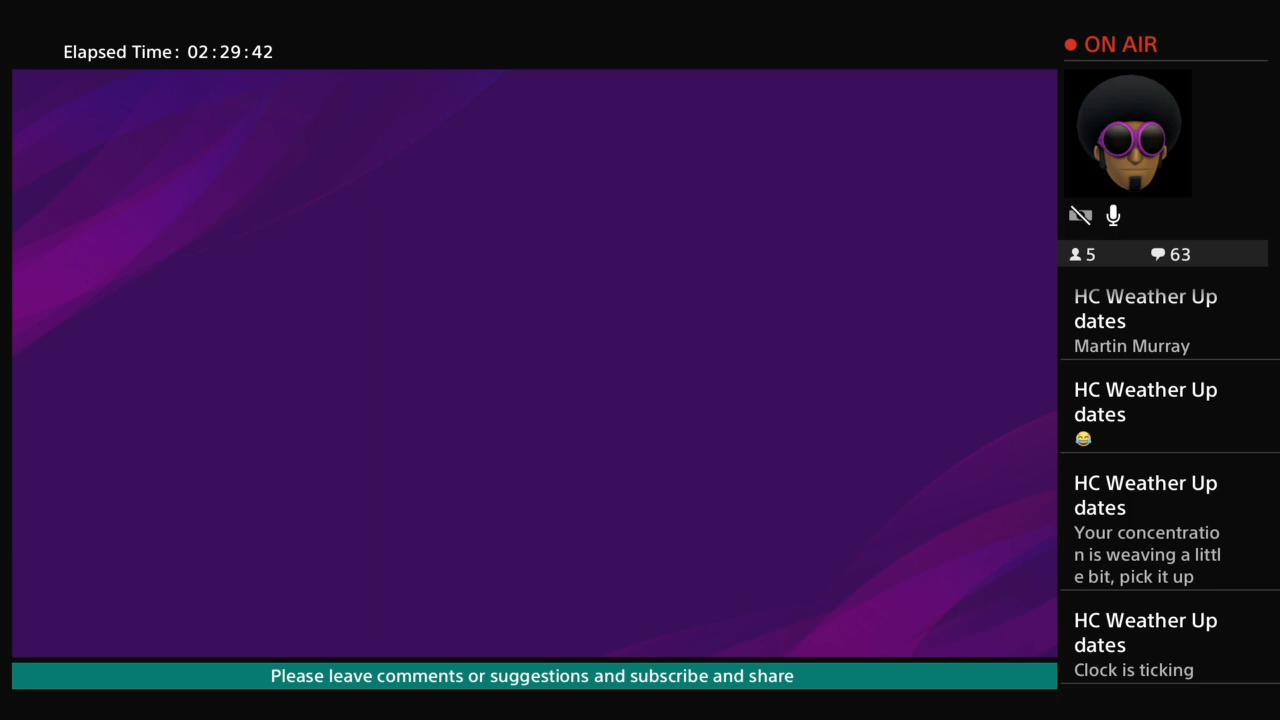 Elapsed Time: 02:29:42
ON AIR
5
63
HC Weather Up
dates
Martin Murray
HC Weather Up
dates
😂
HC Weather Up
dates
Your concentratio
n is weaving a littl
e bit, pick it up
HC Weather Up
dates
Clock is ticking
Please leave comments or suggestions and subscribe and share